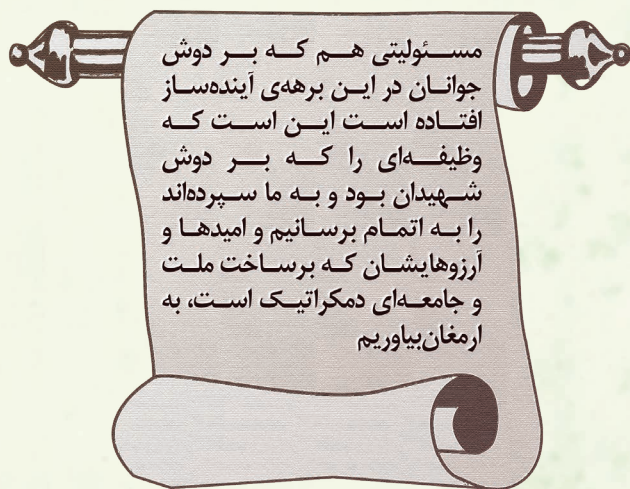 مسئولیتی هم که بر دوش
جوانان در این برهه‌ی آینده‌ساز
افتاده است این است که
وظیفه‌ای را که بر دوش
شهیدان بود و به ما سپرده‌اند
را به اتمام برسانیم و امیدها و
آرزوهایشان که برساخت ملت
و جامعه‌ای دمکراتیک است، به
ارمغان‌بیاوریم